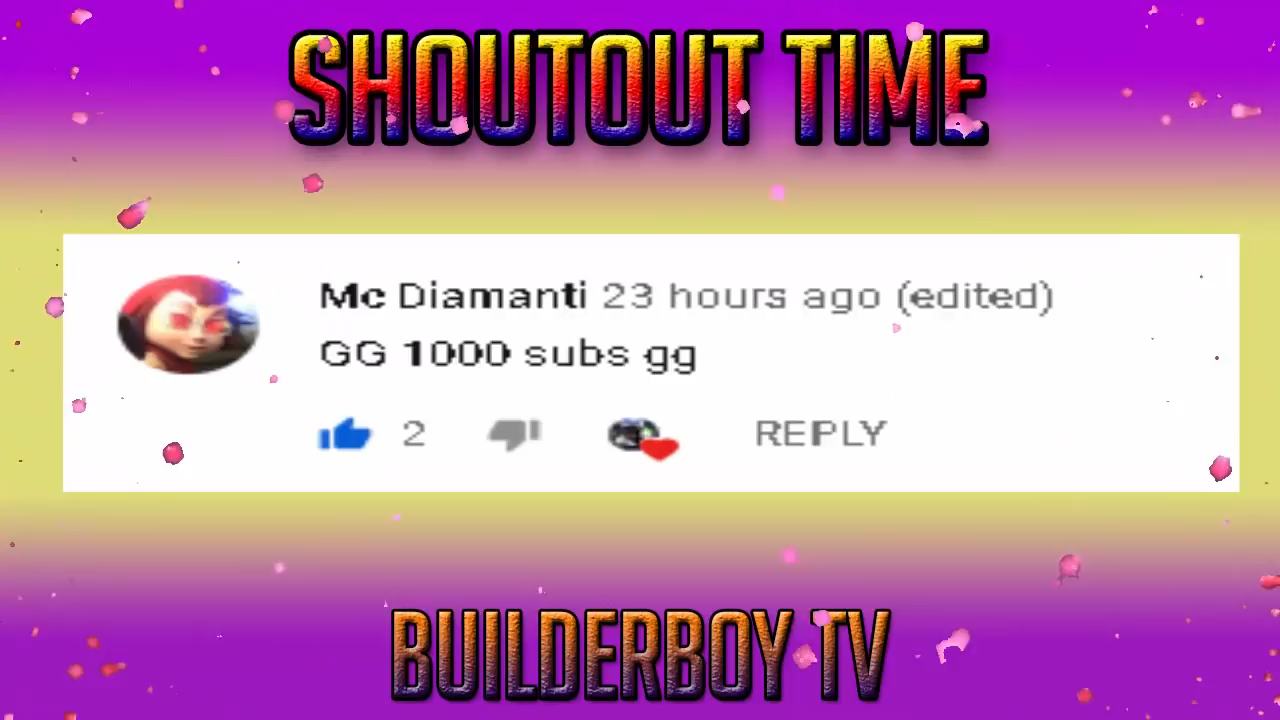 SHOUTOUT TIME
Mc Diamanti 23 hours ago (edited)
GG 1000 subs gg
2 REPLY
BUILDERBOY TV